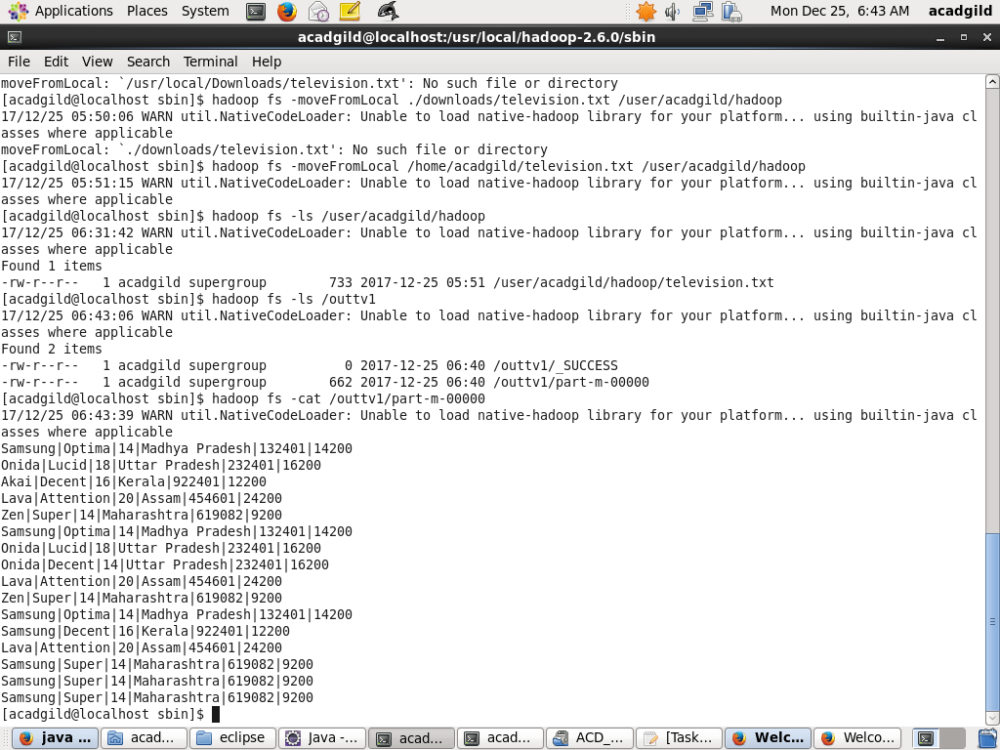 Applications Places System
Mon Dec 25, 6:43 AM acadgild
acadgild@localhost:/usr/local/hadoop-2.6.0/sbin
File Edit View Search Terminal Help
moveFromLocal: `/usr/local/Downloads/television.txt': No such file or directory
[acadgild@localhost sbin]$ hadoop fs -moveFromLocal ./downloads/television.txt /user/acadgild/hadoop
17/12/25 05:50:06 WARN util.NativeCodeLoader: Unable to load native-hadoop library for your platform... using builtin-java cl
asses where applicable
moveFromLocal: `./downloads/television.txt': No such file or directory
[acadgild@localhost sbin]$ hadoop fs -moveFromLocal /home/acadgild/television.txt /user/acadgild/hadoop
17/12/25 05:51:15 WARN util.NativeCodeLoader: Unable to load native-hadoop library for your platform... using builtin-java cl
asses where applicable
[acadgild@localhost sbin]$ hadoop fs -ls /user/acadgild/hadoop
17/12/25 06:31:42 WARN util.NativeCodeLoader: Unable to load native-hadoop library for your platform... using builtin-java cl
asses where applicable
Found 1 items
-rw-r--r--   1 acadgild supergroup        733 2017-12-25 05:51 /user/acadgild/hadoop/television.txt
[acadgild@localhost sbin]$ hadoop fs -ls /outtv1
17/12/25 06:43:06 WARN util.NativeCodeLoader: Unable to load native-hadoop library for your platform... using builtin-java cl
asses where applicable
Found 2 items
-rw-r--r--   1 acadgild supergroup          0 2017-12-25 06:40 /outtv1/_SUCCESS
-rw-r--r--   1 acadgild supergroup        662 2017-12-25 06:40 /outtv1/part-m-00000
[acadgild@localhost sbin]$ hadoop fs -cat /outtv1/part-m-00000
17/12/25 06:43:39 WARN util.NativeCodeLoader: Unable to load native-hadoop library for your platform... using builtin-java cl
asses where applicable
Samsung|Optima|14|Madhya Pradesh|132401|14200
Onida|Lucid|18|Uttar Pradesh|232401|16200
Akai|Decent|16|Kerala|922401|12200
Lava|Attention|20|Assam|454601|24200
Zen|Super|14|Maharashtra|619082|9200
Samsung|Optima|14|Madhya Pradesh|132401|14200
Onida|Lucid|18|Uttar Pradesh|232401|16200
Onida|Decent|14|Uttar Pradesh|232401|16200
Lava|Attention|20|Assam|454601|24200
Zen|Super|14|Maharashtra|619082|9200
Samsung|Optima|14|Madhya Pradesh|132401|14200
Samsung|Decent|16|Kerala|922401|12200
Lava|Attention|20|Assam|454601|24200
Samsung|Super|14|Maharashtra|619082|9200
Samsung|Super|14|Maharashtra|619082|9200
Samsung|Super|14|Maharashtra|619082|9200
[acadgild@localhost sbin]$
java ... acad... eclipse Java -... acad... acad... ACD_... [Task... Welc... Welco...